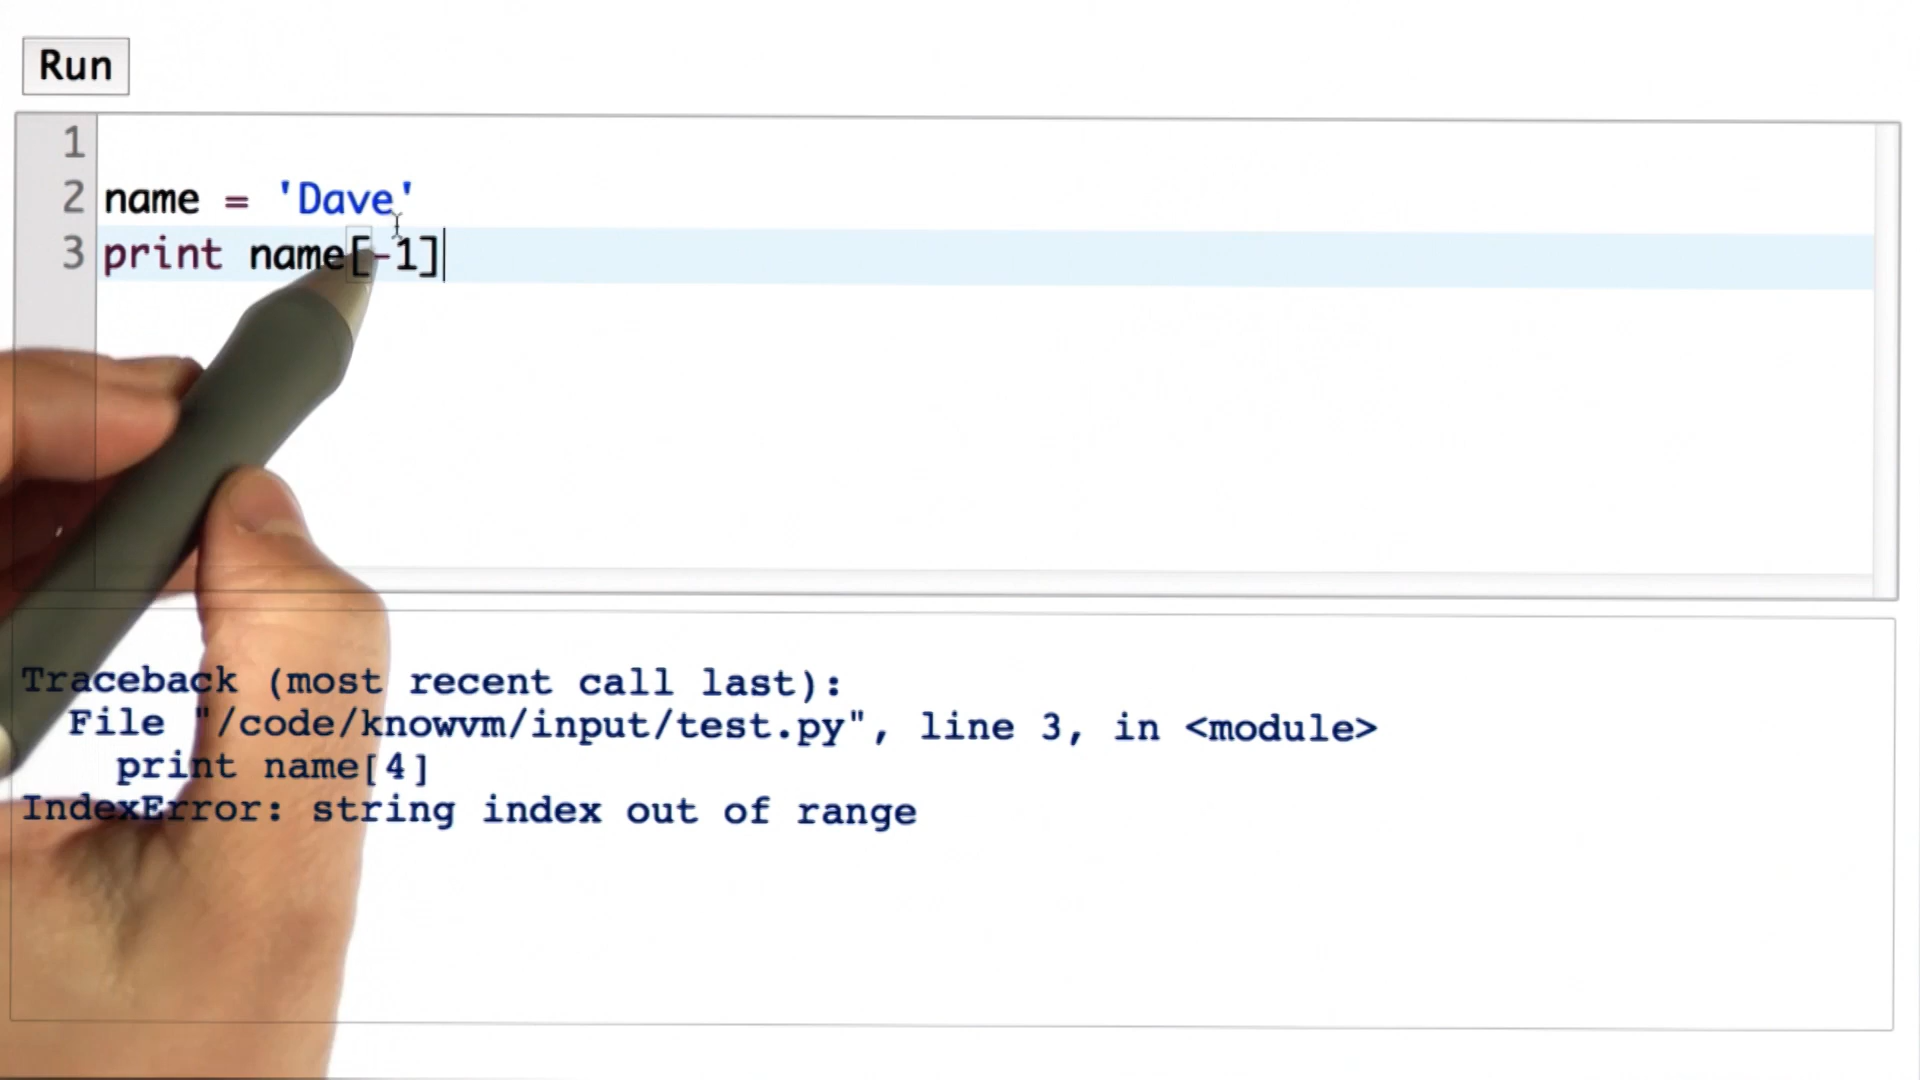 Run
1
2 name = 'Dave'
3 print name[-1]
Traceback (most recent call last):
File "/code/knowvm/input/test.py", line 3, in <module>
print name[4]
IndexError: string index out of range